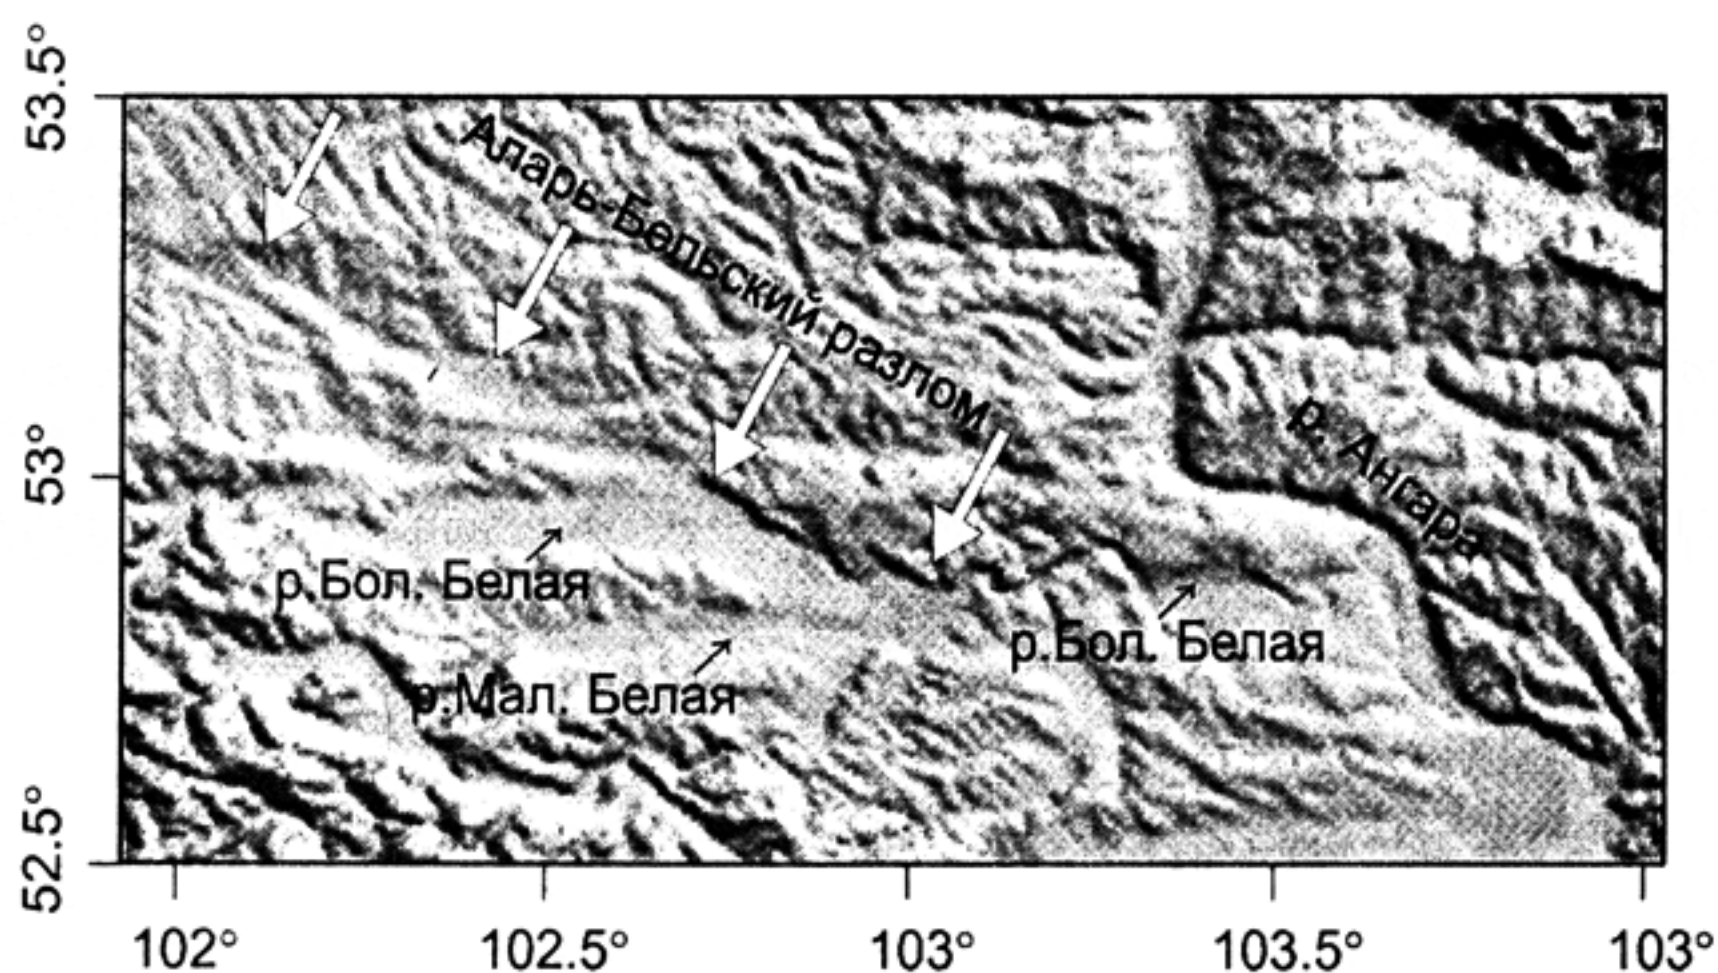 53.5°
Аларь-Бельский разлом
р. Ангара
53°
р.Бол. Белая
р.Бол. Белая
р.Мал. Белая
52.5°
102° 102.5° 103° 103.5° 103°